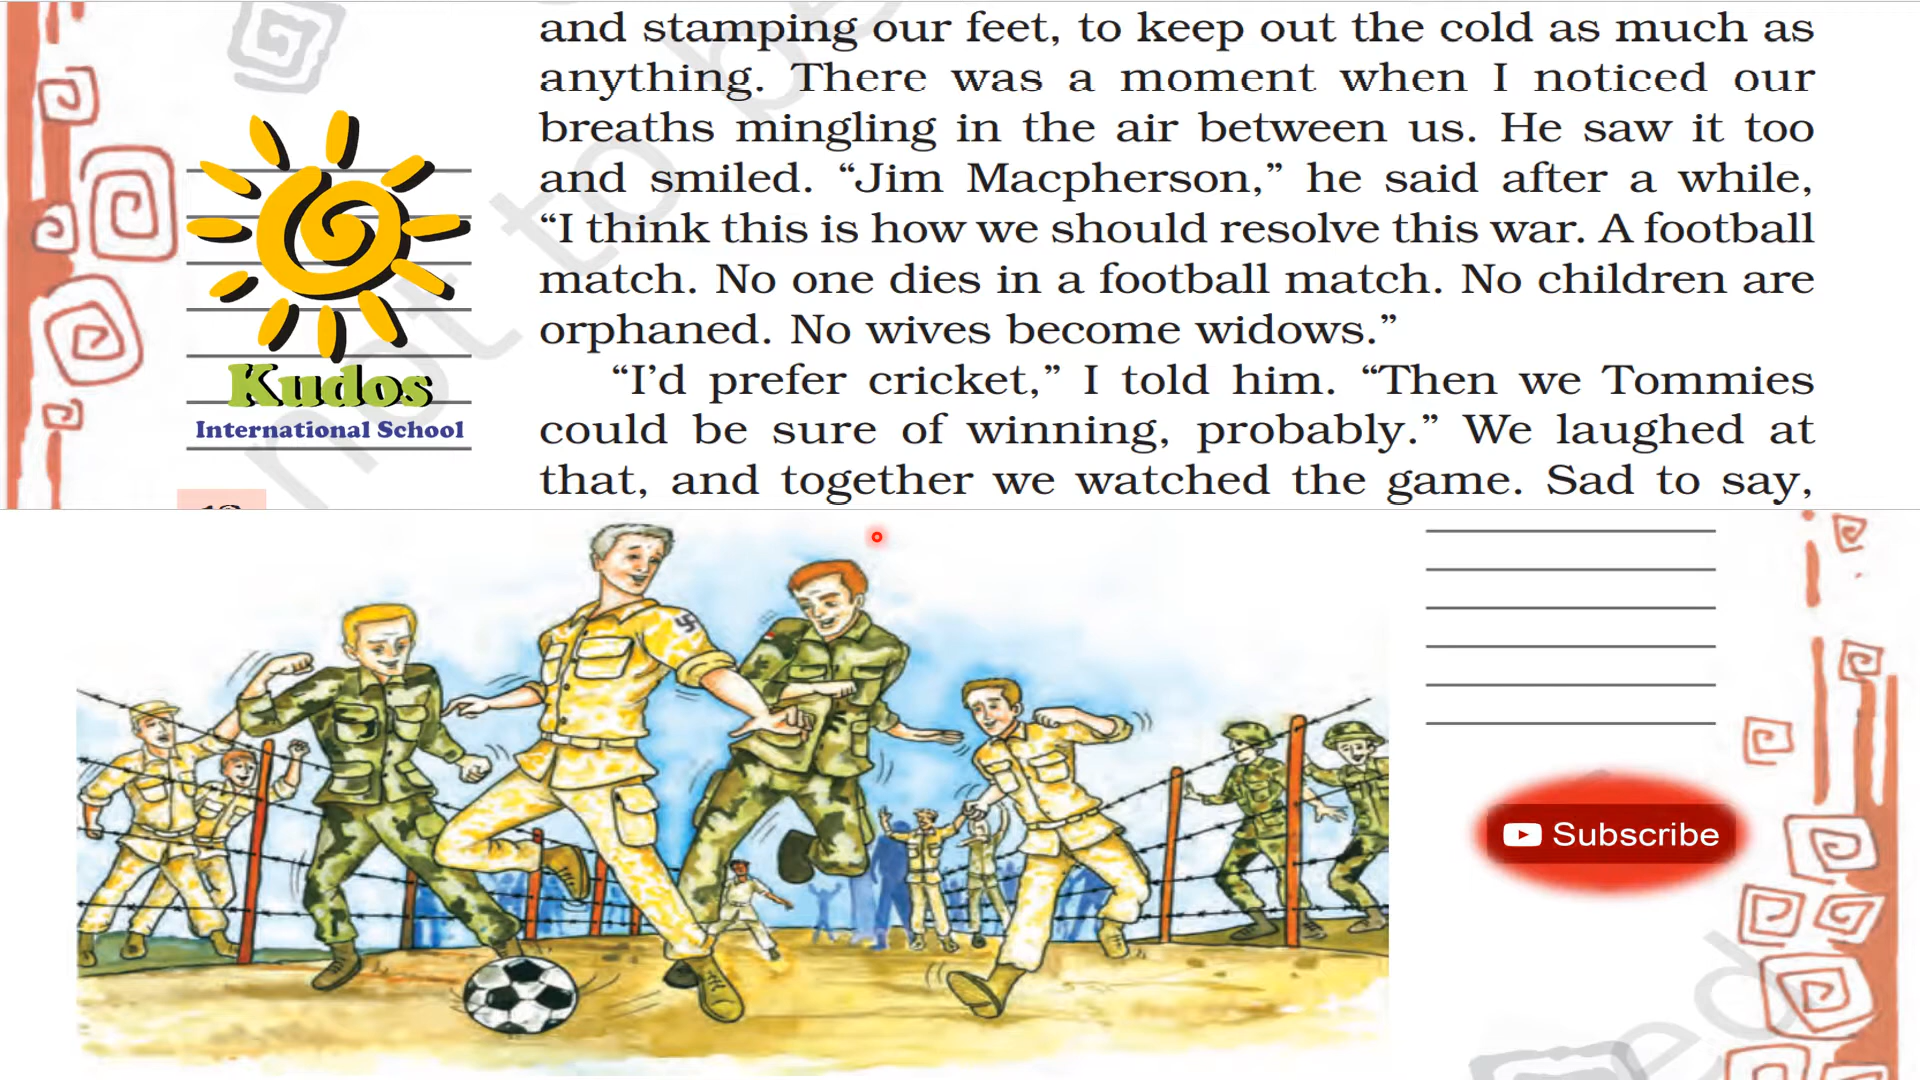 and stamping our feet, to keep out the cold as much as
anything. There was a moment when I noticed our
breaths mingling in the air between us. He saw it too
and smiled. “Jim Macpherson,” he said after a while,
“I think this is how we should resolve this war. A football
match. No one dies in a football match. No children are
orphaned. No wives become widows.”
“I’d prefer cricket,” I told him. “Then we Tommies
could be sure of winning, probably.” We laughed at
that, and together we watched the game. Sad to say,
Kudos
International School
not to be
Subscribe